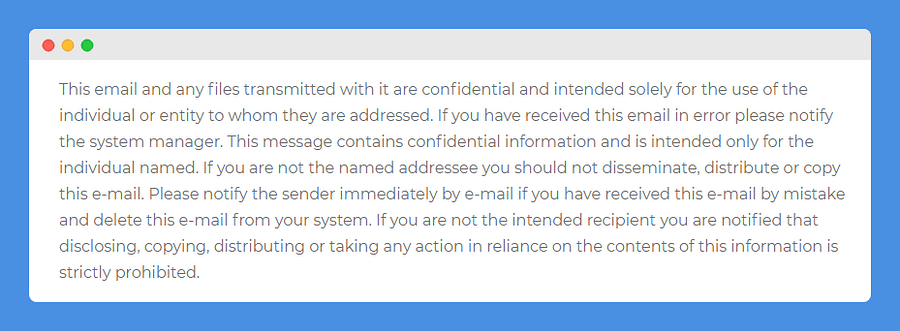 This email and any files transmitted with it are confidential and intended solely for the use of the
individual or entity to whom they are addressed. If you have received this email in error please notify
the system manager. This message contains confidential information and is intended only for the
individual named. If you are not the named addressee you should not disseminate, distribute or copy
this e-mail. Please notify the sender immediately by e-mail if you have received this e-mail by mistake
and delete this e-mail from your system. If you are not the intended recipient you are notified that
disclosing, copying, distributing or taking any action in reliance on the contents of this information is
strictly prohibited.